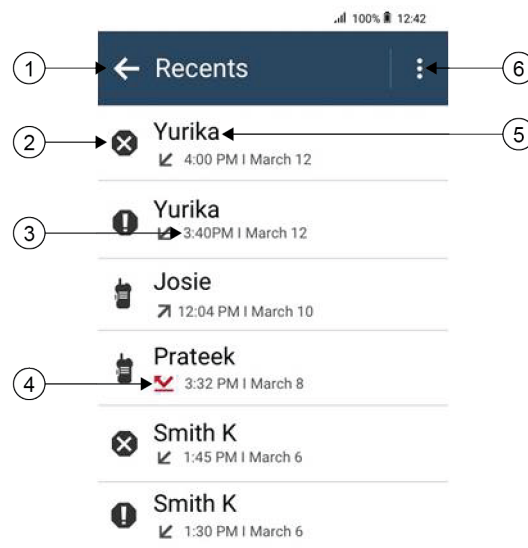 100% 12:42
1 Recents 6
2 Yurika 5
4:00 PM I March 12
Yurika
3 3:40PM I March 12
Josie
12:04 PM I March 10
Prateek
4 3:32 PM I March 8
Smith K
1:45 PM I March 6
Smith K
1:30 PM I March 6